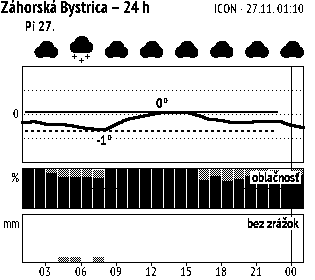 Záhorská Bystrica – 24 h
ICON - 27.11. 01:10
Pi 27.
0
0°
-1°
%
oblačnosť
mm
bez zrážok
03 06 09 12 15 18 21 00